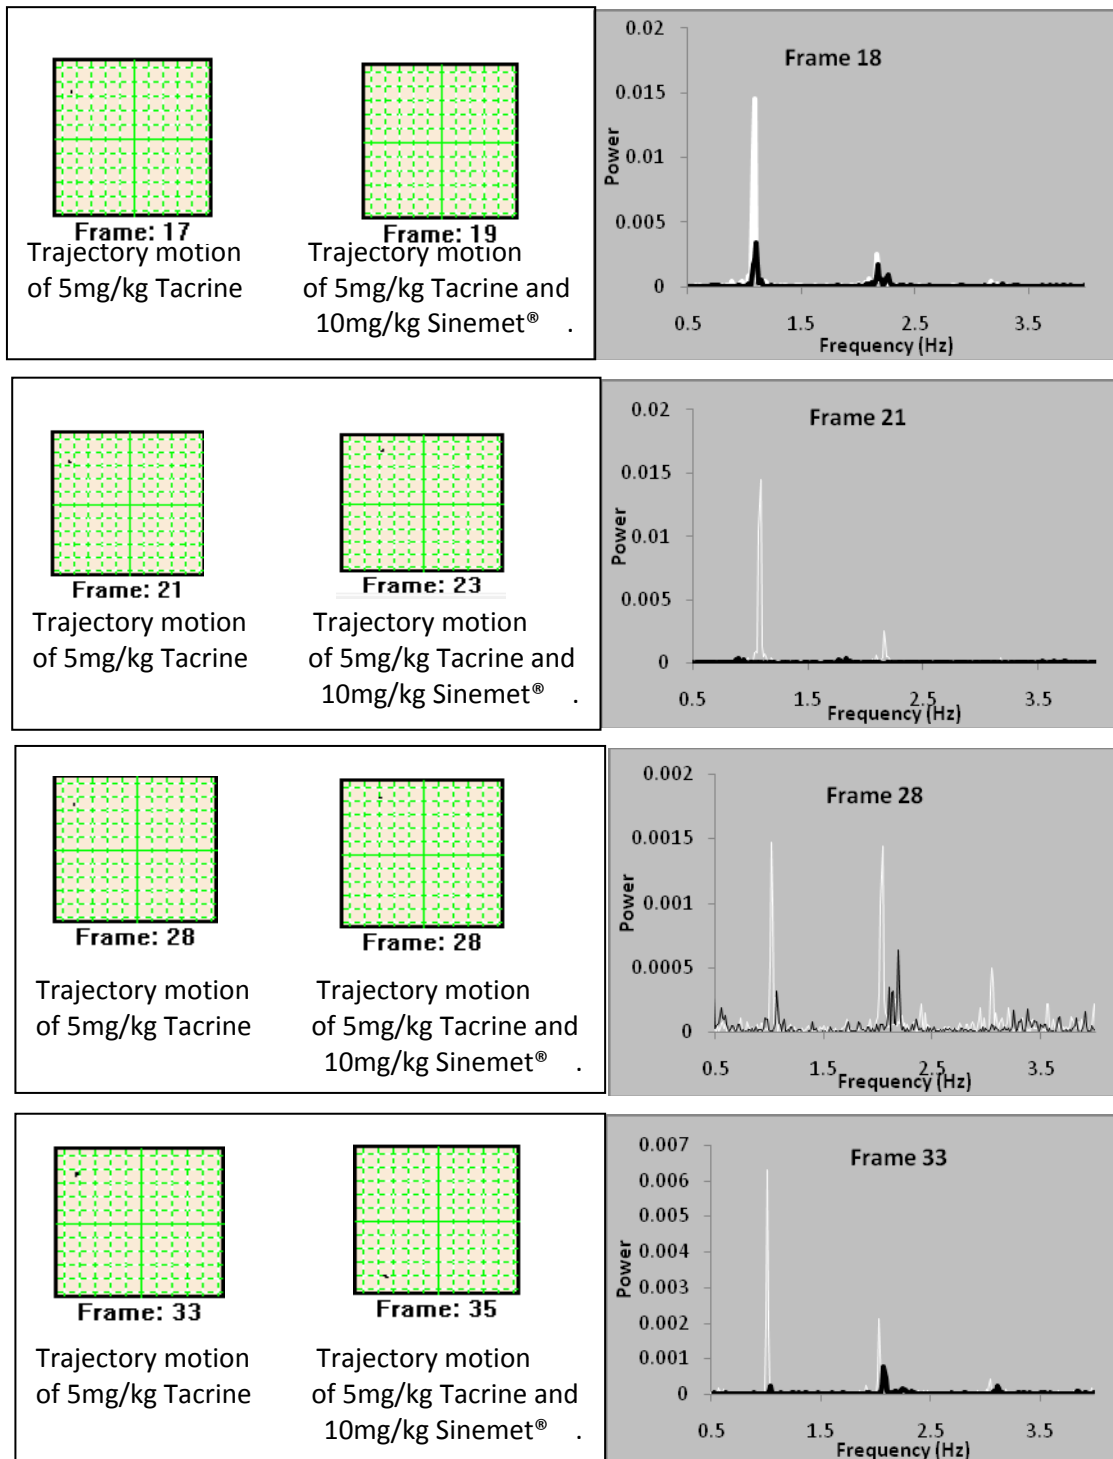 Frame: 17
Trajectory motion
of 5mg/kg Tacrine
Frame: 19
Trajectory motion
of 5mg/kg Tacrine and
10mg/kg Sinemet® .
Frame 18
Power
0.02
0.015
0.01
0.005
0
0.5 1.5 2.5 3.5
Frequency (Hz)
Frame: 21
Trajectory motion
of 5mg/kg Tacrine
Frame: 23
Trajectory motion
of 5mg/kg Tacrine and
10mg/kg Sinemet® .
Frame 21
Power
0.02
0.015
0.01
0.005
0
0.5 1.5 2.5 3.5
Frequency (Hz)
Frame: 28
Trajectory motion
of 5mg/kg Tacrine
Frame: 28
Trajectory motion
of 5mg/kg Tacrine and
10mg/kg Sinemet® .
Frame 28
Power
0.002
0.0015
0.001
0.0005
0
0.5 1.5 2.5 3.5
Frequency (Hz)
Frame: 33
Trajectory motion
of 5mg/kg Tacrine
Frame: 35
Trajectory motion
of 5mg/kg Tacrine and
10mg/kg Sinemet® .
Frame 33
Power
0.007
0.006
0.005
0.004
0.003
0.002
0.001
0
0.5 1.5 2.5 3.5
Frequency (Hz)